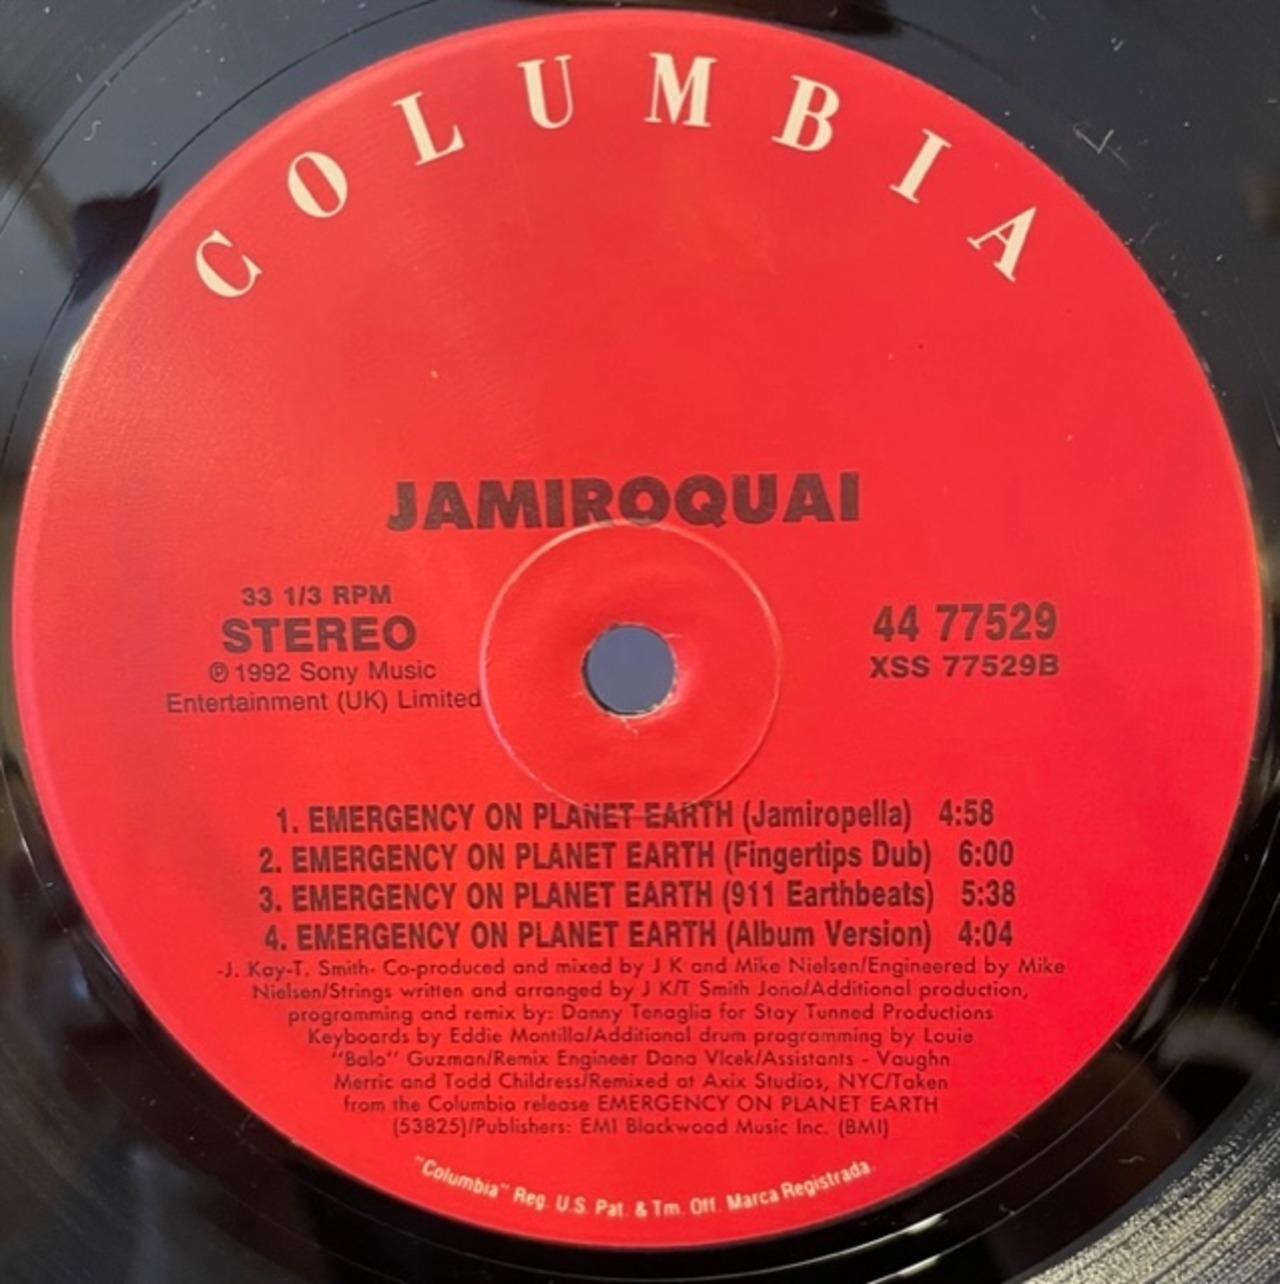 COLUMBIA
JAMIROQUAI
33 1/3 RPM
STEREO
℗ 1992 Sony Music
Entertainment (UK) Limited
44 77529
XSS 77529B
1. EMERGENCY ON PLANET EARTH (Jamiropella) 4:58
2. EMERGENCY ON PLANET EARTH (Fingertips Dub) 6:00
3. EMERGENCY ON PLANET EARTH (911 Earthbeats) 5:38
4. EMERGENCY ON PLANET EARTH (Album Version) 4:04
-J. Kay-T. Smith- Co-produced and mixed by J K and Mike Nielsen/Engineered by Mike
Nielsen/Strings written and arranged by J K/T Smith Jono/Additional production,
programming and remix by: Danny Tenaglia for Stay Tunned Productions
Keyboards by Eddie Montilla/Additional drum programming by Louie
"Balo" Guzman/Remix Engineer Dana Vlcek/Assistants - Vaughn
Merric and Todd Childress/Remixed at Axix Studios, NYC/Taken
from the Columbia release EMERGENCY ON PLANET EARTH
(53825)/Publishers: EMI Blackwood Music Inc. (BMI)
"Columbia" Reg. U.S. Pat. & Tm. Off. Marca Registrada.